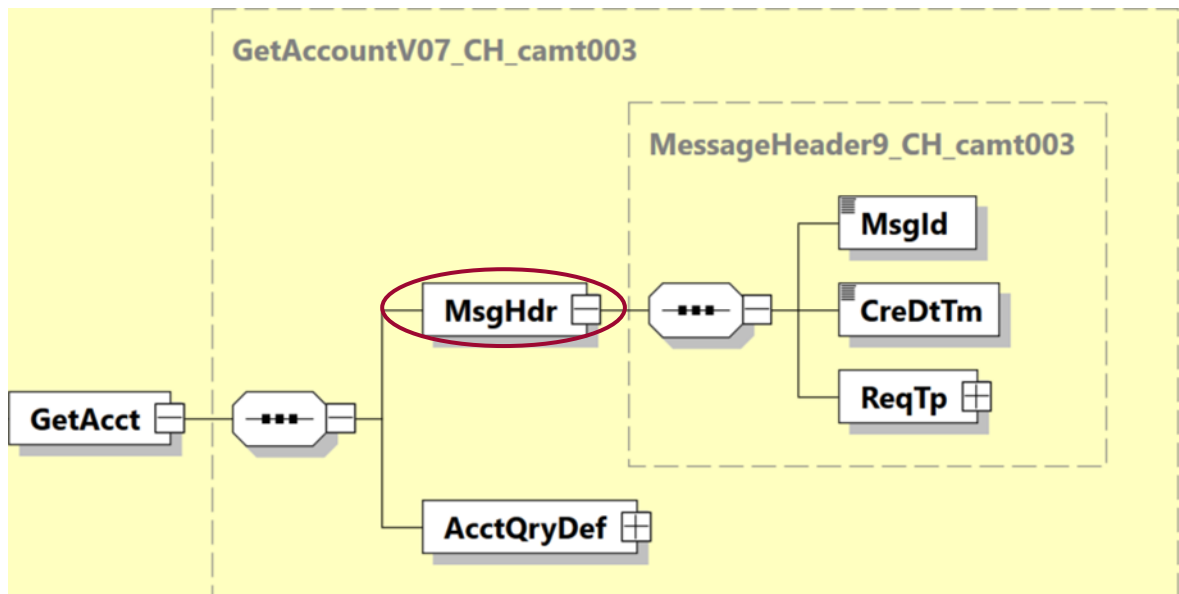 GetAccountV07_CH_camt003
MessageHeader9_CH_camt003
MsgId
MsgHdr
CreDtTm
ReqTp
GetAcct
AcctQryDef